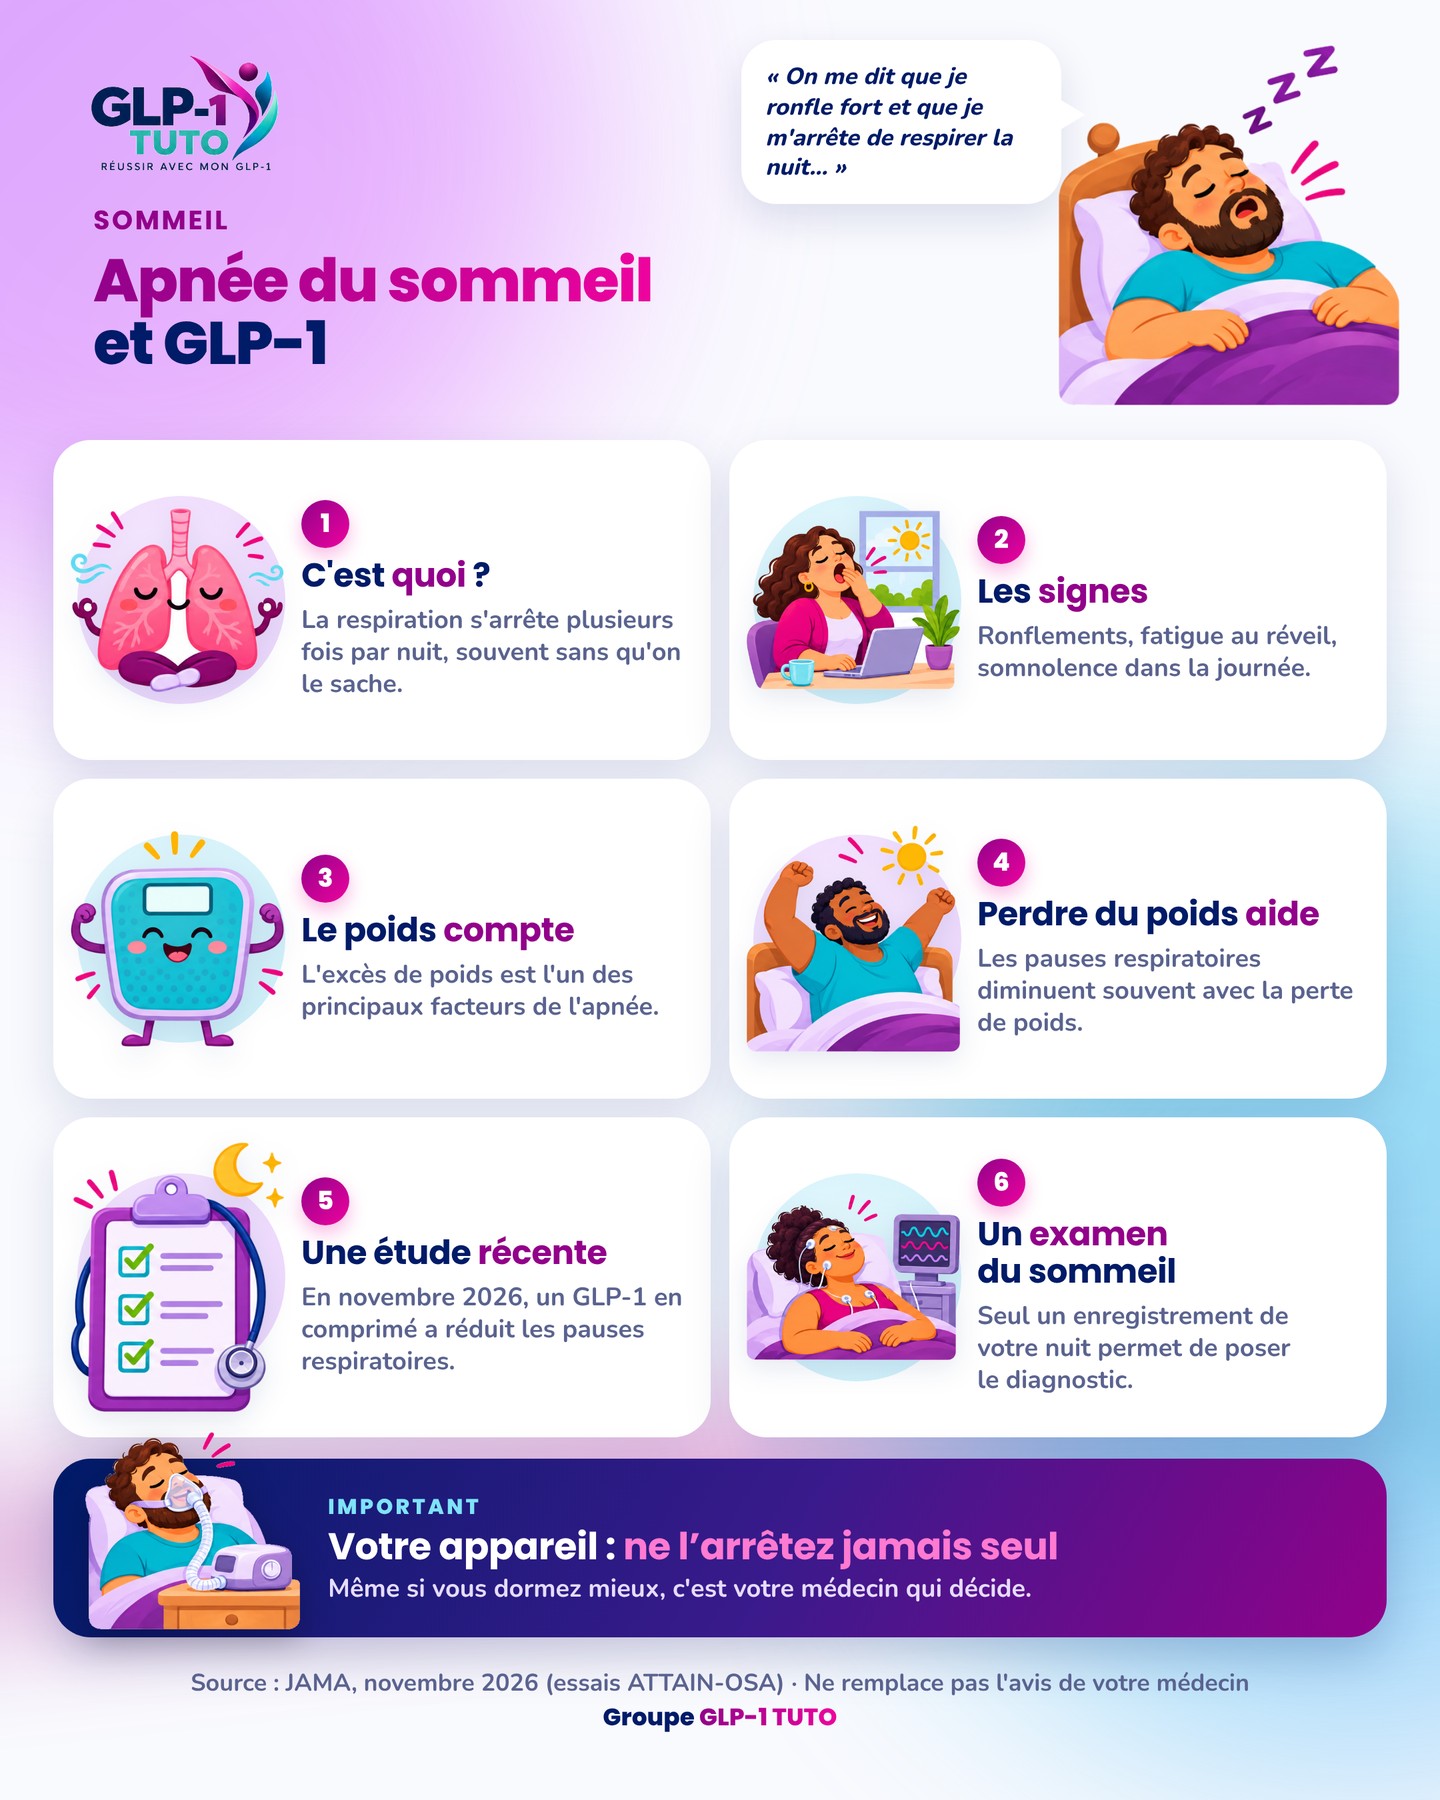 GLP-1
TUTO
RÉUSSIR AVEC MON GLP-1
« On me dit que je
ronfle fort et que je
m'arrête de respirer la
nuit... »
Z Z Z
SOMMEIL
Apnée du sommeil
et GLP-1
1
C'est quoi ?
La respiration s'arrête plusieurs
fois par nuit, souvent sans qu'on
le sache.
2
Les signes
Ronflements, fatigue au réveil,
somnolence dans la journée.
3
Le poids compte
L'excès de poids est l'un des
principaux facteurs de l'apnée.
4
Perdre du poids aide
Les pauses respiratoires
diminuent souvent avec la perte
de poids.
5
Une étude récente
En novembre 2026, un GLP-1 en
comprimé a réduit les pauses
respiratoires.
6
Un examen
du sommeil
Seul un enregistrement de
votre nuit permet de poser
le diagnostic.
IMPORTANT
Votre appareil : ne l’arrêtez jamais seul
Même si vous dormez mieux, c'est votre médecin qui décide.
Source : JAMA, novembre 2026 (essais ATTAIN-OSA) · Ne remplace pas l'avis de votre médecin
Groupe GLP-1 TUTO